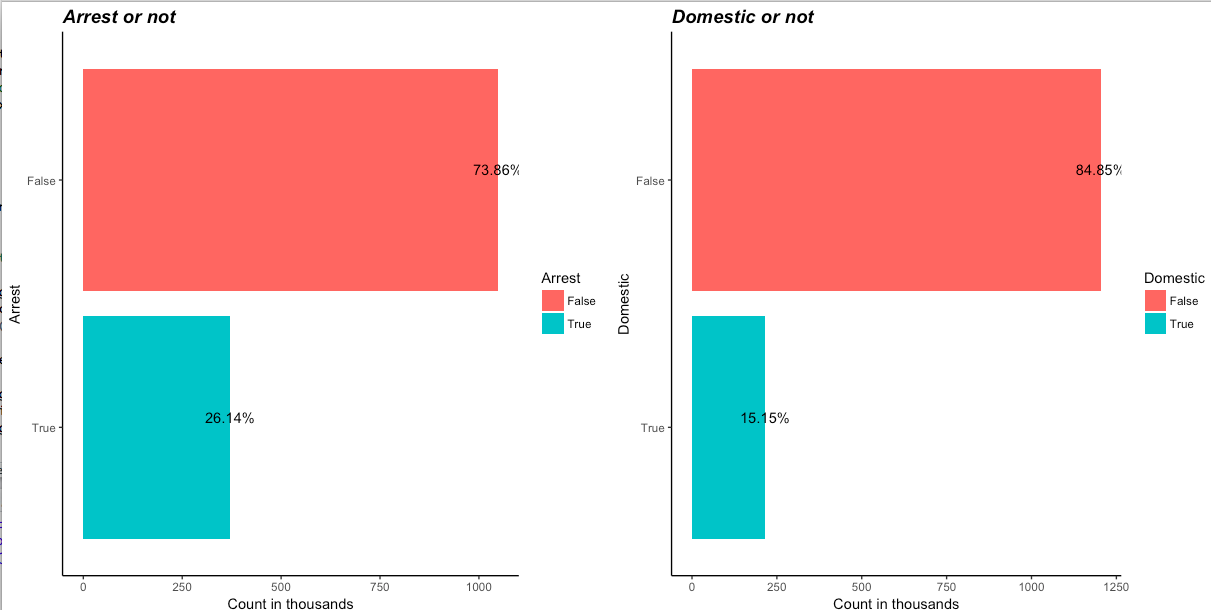 Arrest or not
73.86%
False
26.14%
True
Arrest
0 250 500 750 1000
Count in thousands
Arrest
False
True
Domestic or not
84.85%
False
15.15%
True
Domestic
0 250 500 750 1000 1250
Count in thousands
Domestic
False
True